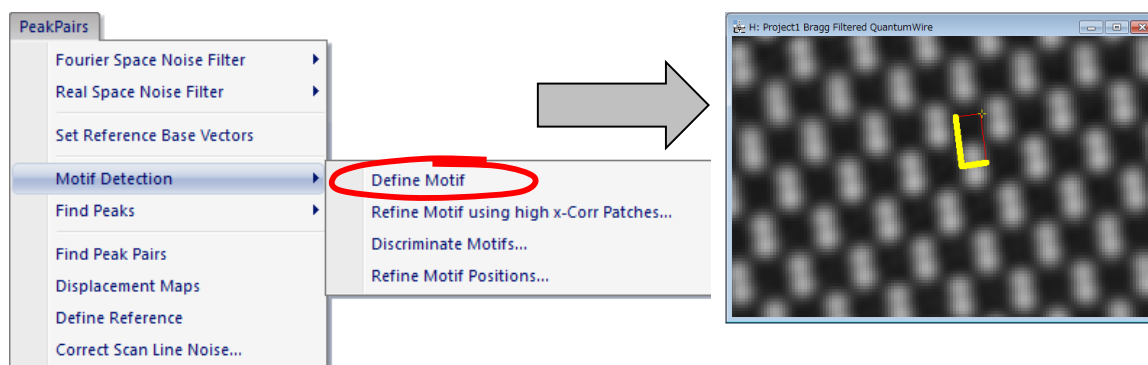 PeakPairs
Fourier Space Noise Filter
Real Space Noise Filter
Set Reference Base Vectors
Motif Detection
Find Peaks
Find Peak Pairs
Displacement Maps
Define Reference
Correct Scan Line Noise...
Define Motif
Refine Motif using high x-Corr Patches...
Discriminate Motifs...
Refine Motif Positions...
H: Project1 Bragg Filtered QuantumWire